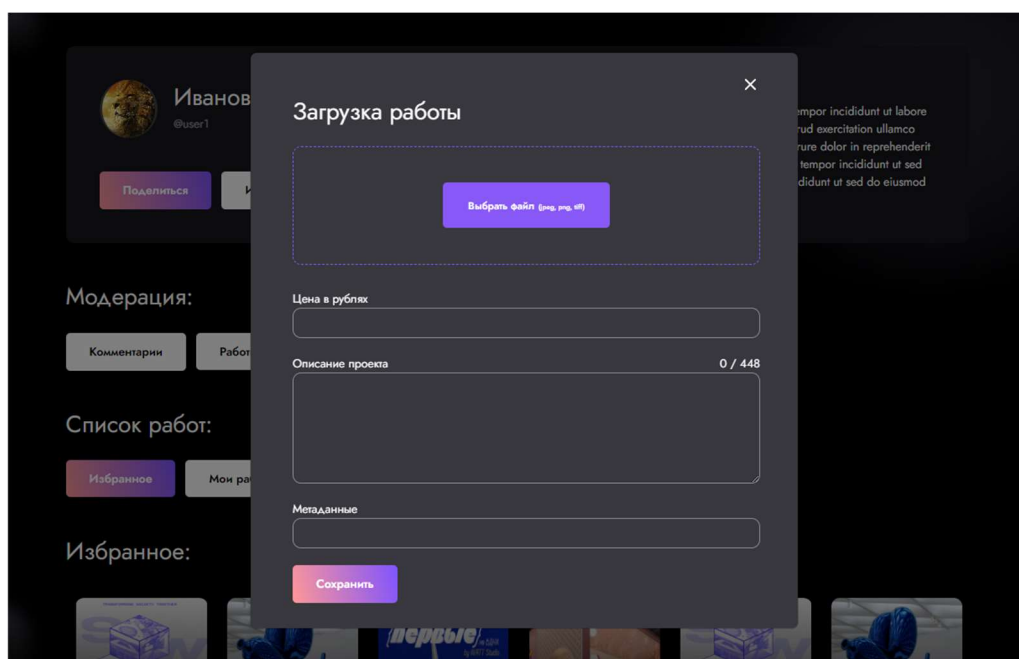 Иванов
@user1
Поделиться
И
empor incididunt ut labore
rud exercitation ullamco
rure dolor in reprehenderit
tempor incididunt ut sed
didunt ut sed do eiusmod
Загрузка работы
Выбрать файл (jpeg, png, tiff)
Цена в рублях
Описание проекта 0 / 448
Метаданные
Сохранить
Модерация:
Комментарии
Работ
Список работ:
Избранное
Мои ра
Избранное:
первые